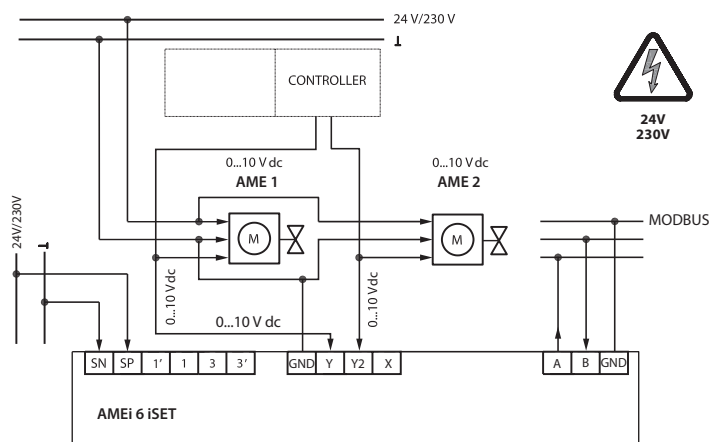 24 V/230 V
⊥
CONTROLLER
24V
230V
0...10 V dc
0...10 V dc
AME 1
AME 2
24V/230V
⊥
M
M
MODBUS
0...10 V dc
0...10 V dc
0...10 V dc
SN SP 1' 1 3 3' GND Y Y2 X A B GND
AMEi 6 iSET